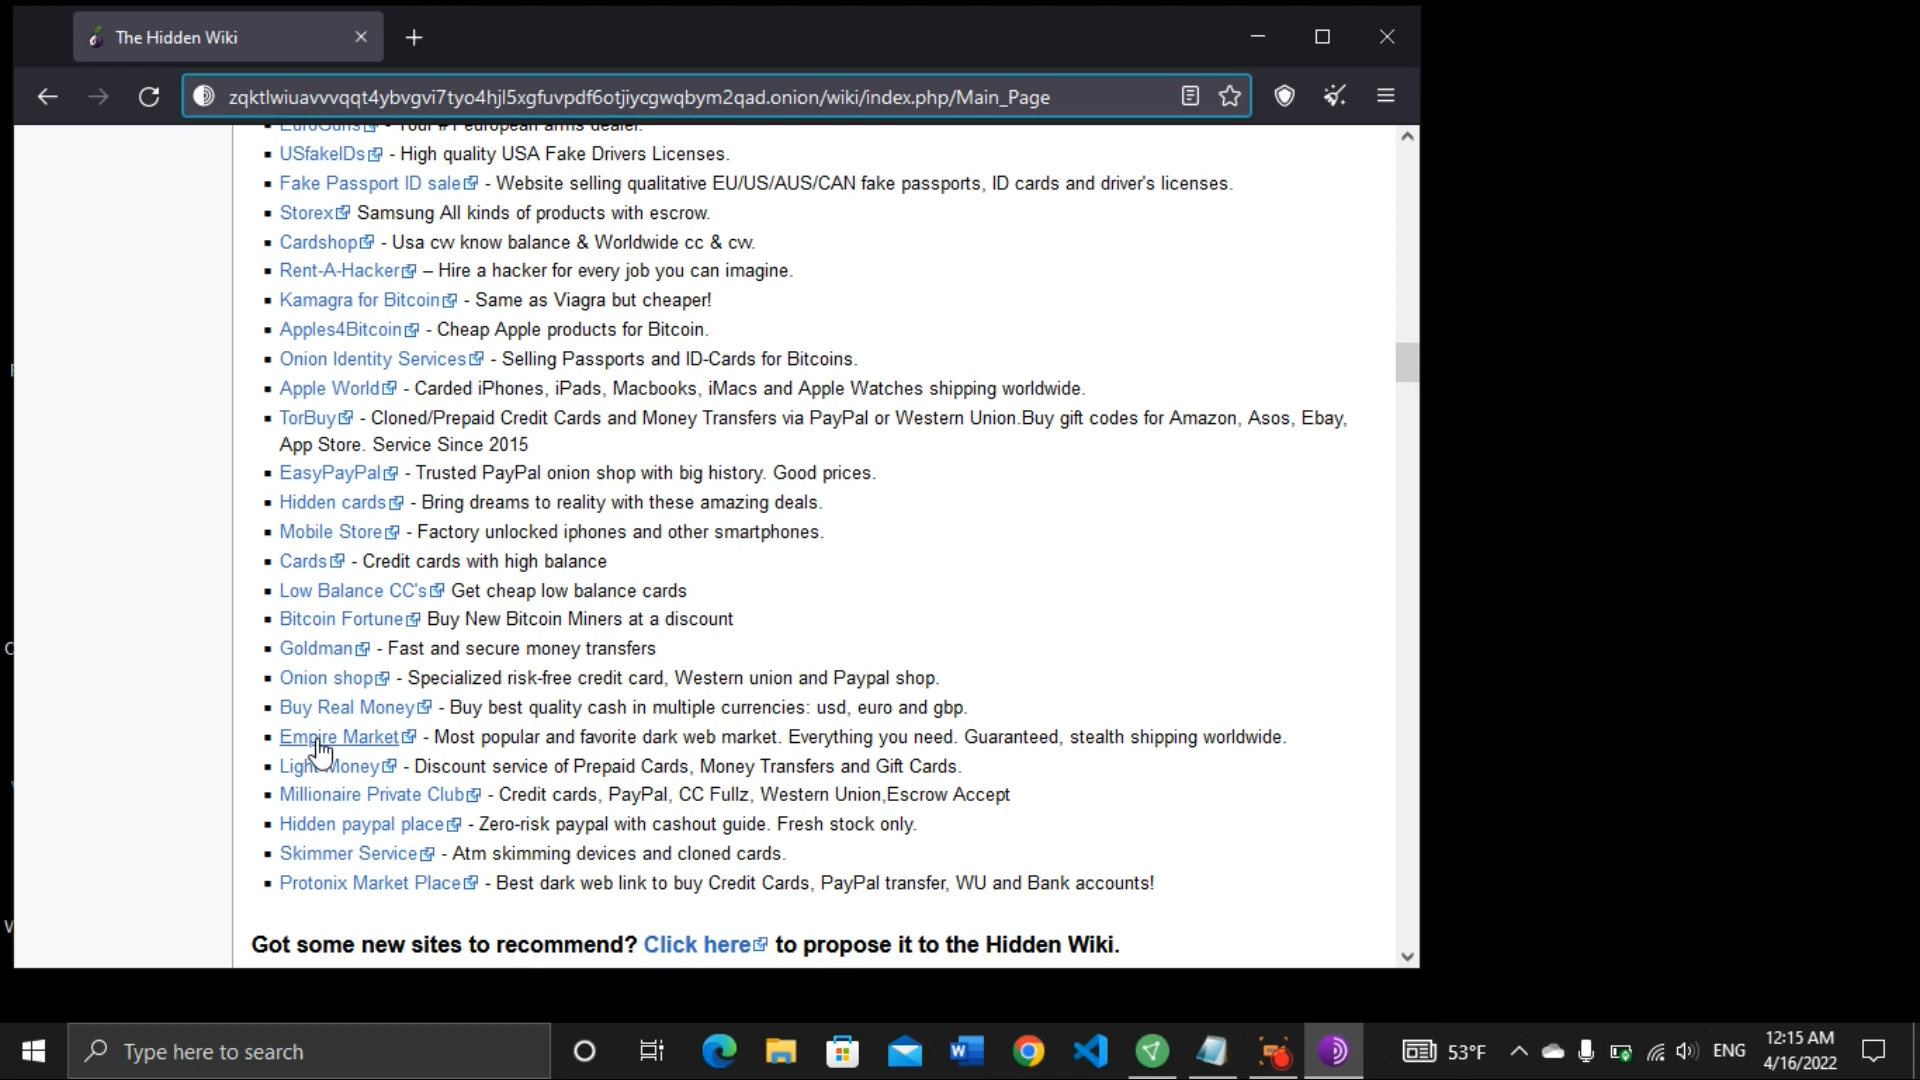 The Hidden Wiki
zqktlwiuavvvqqt4ybvgvi7tyo4hjl5xgfuvpdf6otjiycgwqbym2qad.onion/wiki/index.php/Main_Page
EuroGuns - Your #1 european arms dealer.
USfakeIDs - High quality USA Fake Drivers Licenses.
Fake Passport ID sale - Website selling qualitative EU/US/AUS/CAN fake passports, ID cards and driver's licenses.
Storex Samsung All kinds of products with escrow.
Cardshop - Usa cw know balance & Worldwide cc & cw.
Rent-A-Hacker – Hire a hacker for every job you can imagine.
Kamagra for Bitcoin - Same as Viagra but cheaper!
Apples4Bitcoin - Cheap Apple products for Bitcoin.
Onion Identity Services - Selling Passports and ID-Cards for Bitcoins.
Apple World - Carded iPhones, iPads, Macbooks, iMacs and Apple Watches shipping worldwide.
TorBuy - Cloned/Prepaid Credit Cards and Money Transfers via PayPal or Western Union.Buy gift codes for Amazon, Asos, Ebay,
App Store. Service Since 2015
EasyPayPal - Trusted PayPal onion shop with big history. Good prices.
Hidden cards - Bring dreams to reality with these amazing deals.
Mobile Store - Factory unlocked iphones and other smartphones.
Cards - Credit cards with high balance
Low Balance CC's Get cheap low balance cards
Bitcoin Fortune Buy New Bitcoin Miners at a discount
Goldman - Fast and secure money transfers
Onion shop - Specialized risk-free credit card, Western union and Paypal shop.
Buy Real Money - Buy best quality cash in multiple currencies: usd, euro and gbp.
Empire Market - Most popular and favorite dark web market. Everything you need. Guaranteed, stealth shipping worldwide.
Light Money - Discount service of Prepaid Cards, Money Transfers and Gift Cards.
Millionaire Private Club - Credit cards, PayPal, CC Fullz, Western Union,Escrow Accept
Hidden paypal place - Zero-risk paypal with cashout guide. Fresh stock only.
Skimmer Service - Atm skimming devices and cloned cards.
Protonix Market Place - Best dark web link to buy Credit Cards, PayPal transfer, WU and Bank accounts!
Got some new sites to recommend? Click here to propose it to the Hidden Wiki.
Type here to search
53°F
ENG
12:15 AM
4/16/2022